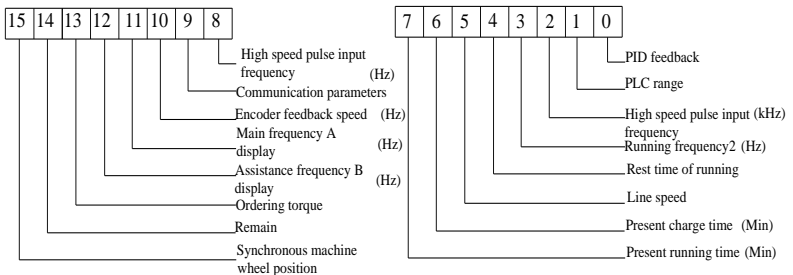 15 14 13 12 11 10 9 8
High speed pulse input
frequency (Hz)
Communication parameters
Encoder feedback speed (Hz)
Main frequency A
display (Hz)
Assistance frequency B
display (Hz)
Ordering torque
Remain
Synchronous machine
wheel position
7 6 5 4 3 2 1 0
PID feedback
PLC range
High speed pulse input (kHz)
frequency
Running frequency2 (Hz)
Rest time of running
Line speed
Present charge time (Min)
Present running time (Min)